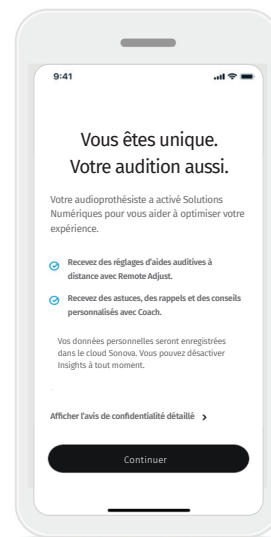 9:41
Vous êtes unique.
Votre audition aussi.
Votre audioprothésiste a activé Solutions
Numériques pour vous aider à optimiser votre
expérience.
Recevez des réglages d'aides auditives à
distance avec Remote Adjust.
Recevez des astuces, des rappels et des conseils
personnalisés avec Coach.
Vos données personnelles seront enregistrées
dans le cloud Sonova. Vous pouvez désactiver
Insights à tout moment.
Afficher l'avis de confidentialité détaillé
Continuer